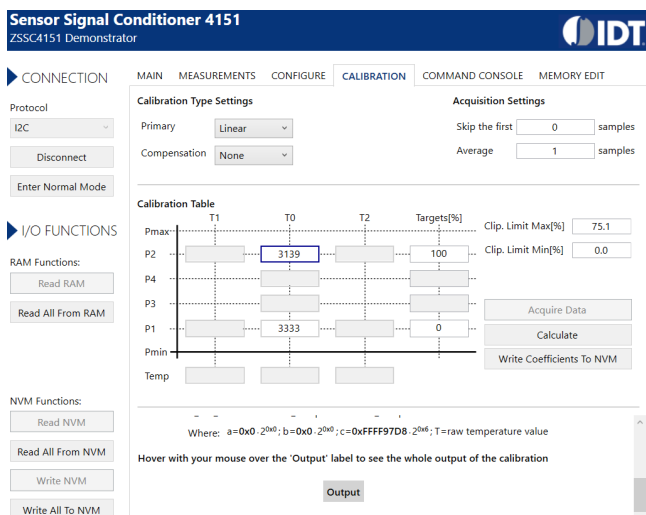 Sensor Signal Conditioner 4151
ZSSC4151 Demonstrator
IDT
CONNECTION
Protocol
I2C
Disconnect
Enter Normal Mode
I/O FUNCTIONS
RAM Functions:
Read RAM
Read All From RAM
NVM Functions:
Read NVM
Read All From NVM
Write NVM
Write All To NVM
MAIN MEASUREMENTS CONFIGURE CALIBRATION COMMAND CONSOLE MEMORY EDIT
Calibration Type Settings
Primary Linear
Compensation None
Acquisition Settings
Skip the first 0 samples
Average 1 samples
Calibration Table
T1 T0 T2 Targets[%]
Pmax
P2 3139 100
P4
P3
P1 3333 0
Pmin
Temp
Clip. Limit Max[%] 75.1
Clip. Limit Min[%] 0.0
Acquire Data
Calculate
Write Coefficients To NVM
Where: a=0x0·2^0x0; b=0x0·2^0x0; c=0xFFFF97D8·2^0x6; T=raw temperature value
Hover with your mouse over the 'Output' label to see the whole output of the calibration
Output